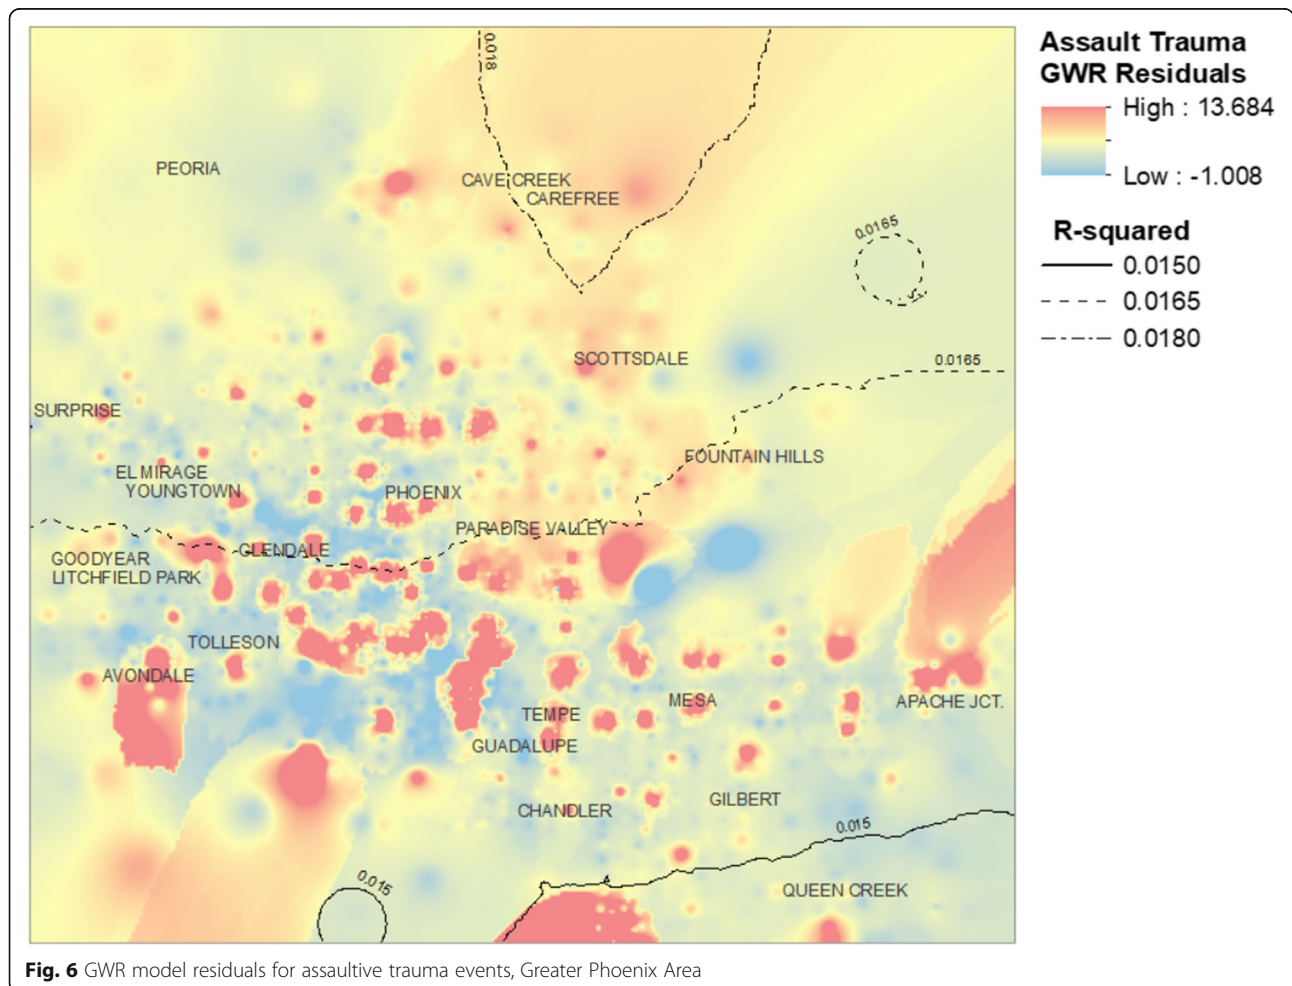 0.018
PEORIA
CAVE CREEK
CAREFREE
0.0165
SCOTTSDALE
0.0165
SURPRISE
FOUNTAIN HILLS
EL MIRAGE
YOUNGTOWN
PHOENIX
PARADISE VALLEY
GLENDALE
GOODYEAR
LITCHFIELD PARK
TOLLESON
AVONDALE
MESA
APACHE JCT.
TEMPE
GUADALUPE
GILBERT
CHANDLER
0.015
0.015
QUEEN CREEK
Assault Trauma
GWR Residuals
High : 13.684
Low : -1.008
R-squared
0.0150
0.0165
0.0180
Fig. 6 GWR model residuals for assaultive trauma events, Greater Phoenix Area